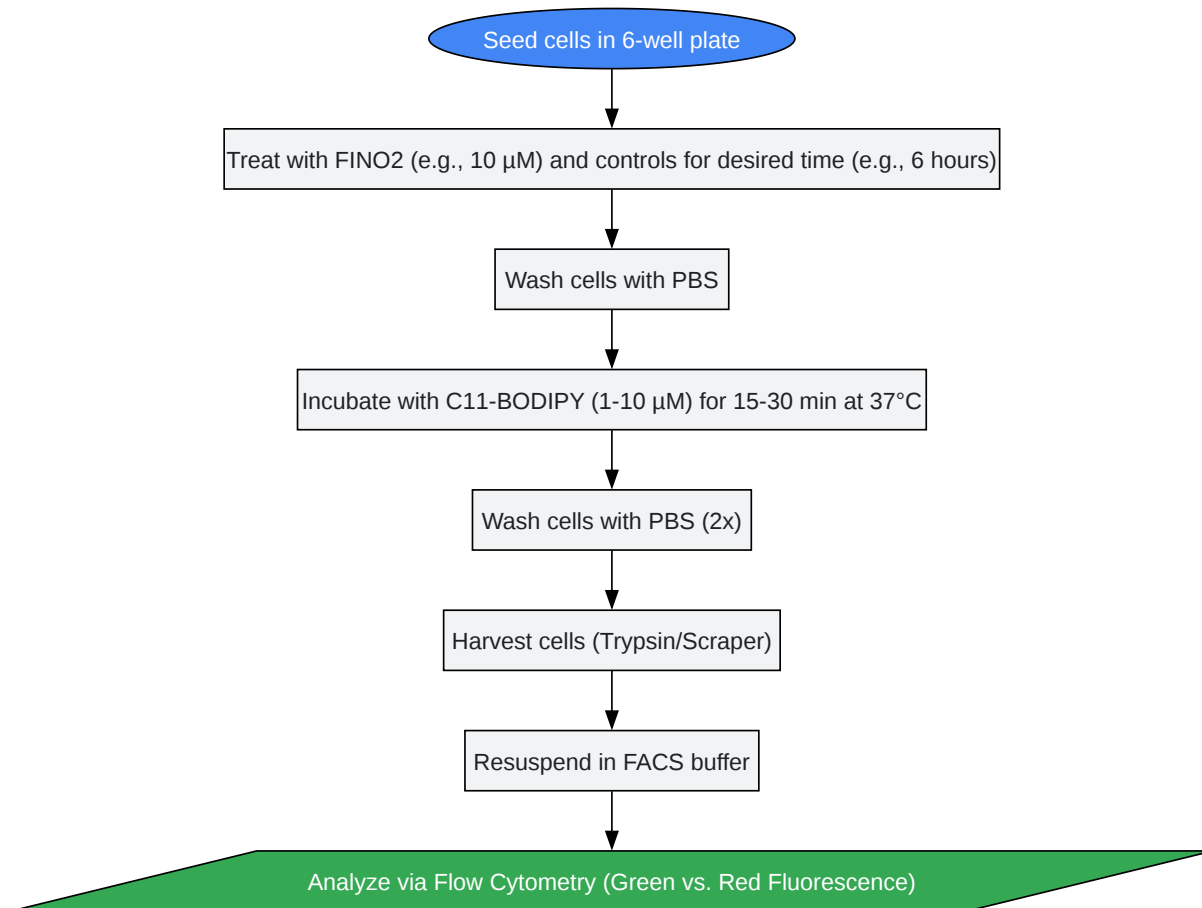 Seed cells in 6-well plate
Treat with FINO2 (e.g., 10 µM) and controls for desired time (e.g., 6 hours)
Wash cells with PBS
Incubate with C11-BODIPY (1-10 µM) for 15-30 min at 37°C
Wash cells with PBS (2x)
Harvest cells (Trypsin/Scraper)
Resuspend in FACS buffer
Analyze via Flow Cytometry (Green vs. Red Fluorescence)